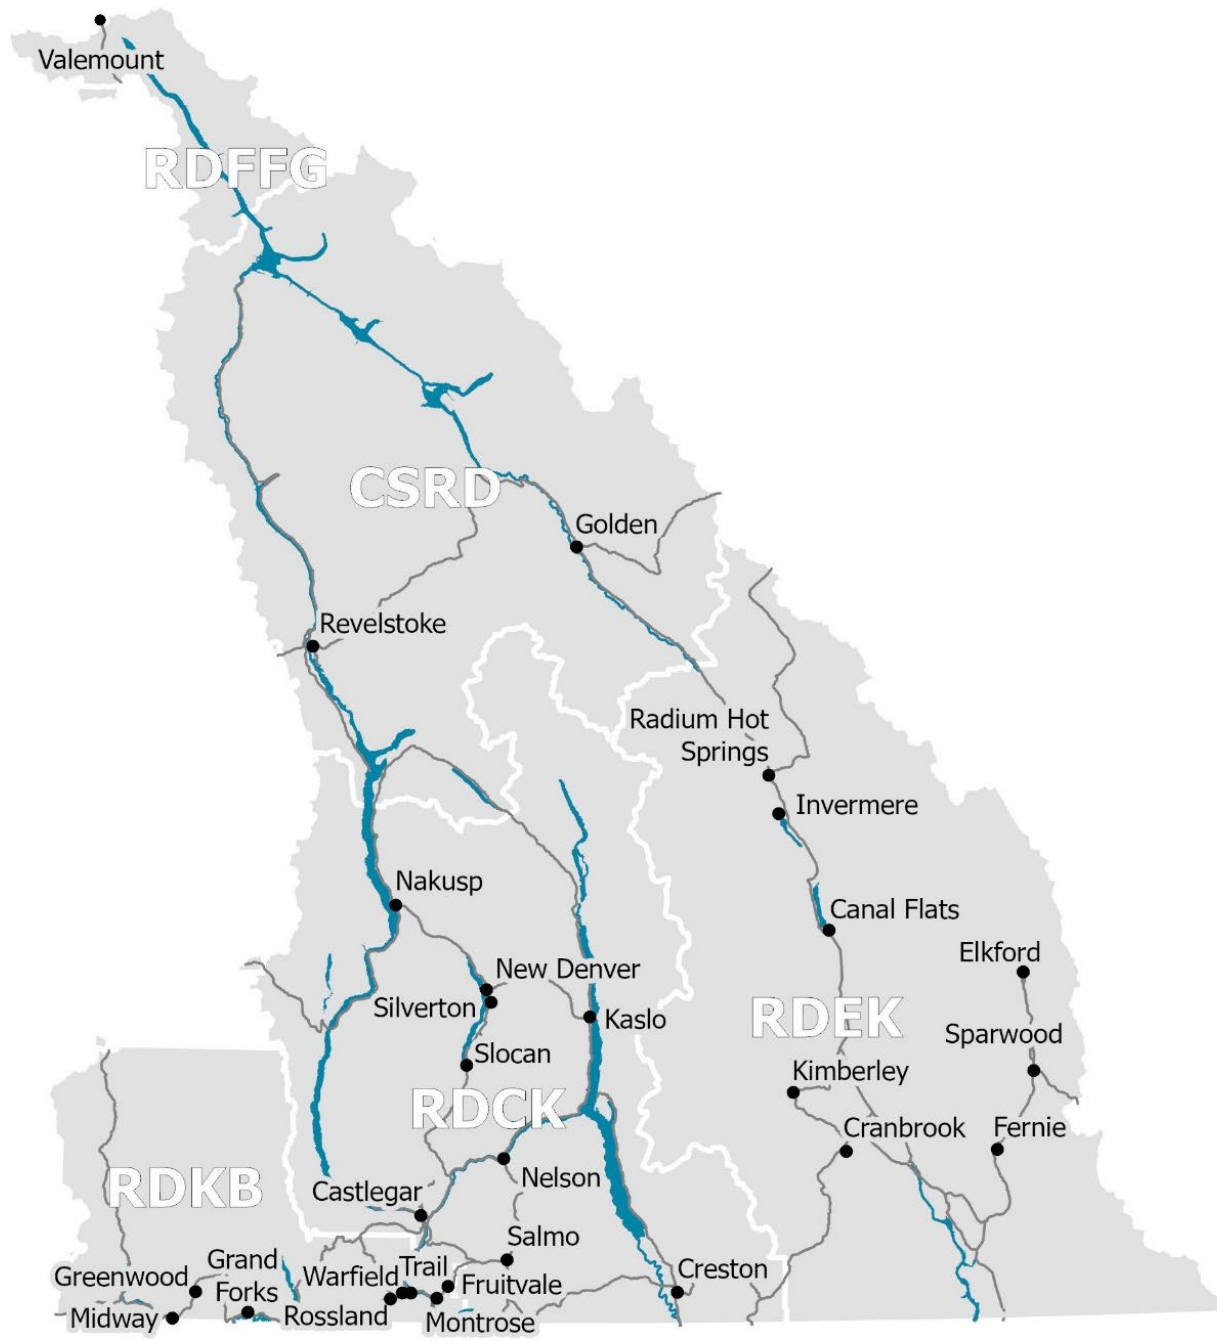 Valemount
RDFFG
CSRD
Golden
Revelstoke
Radium Hot
Springs
Invermere
Nakusp
Canal Flats
Elkford
New Denver
Silverton
Kaslo
RDEK
Sparwood
Slocan
Kimberley
RDCK
Cranbrook
Fernie
Nelson
RDKB
Castlegar
Salmo
Grand
Forks
Trail
Greenwood
Warfield
Fruitvale
Creston
Midway
Rossland
Montrose